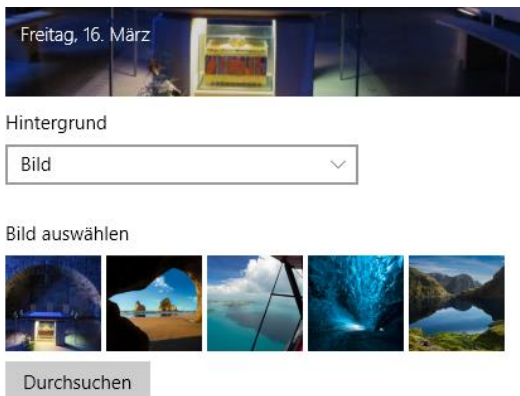 Freitag, 16. März
Hintergrund
Bild
Bild auswählen
Durchsuchen